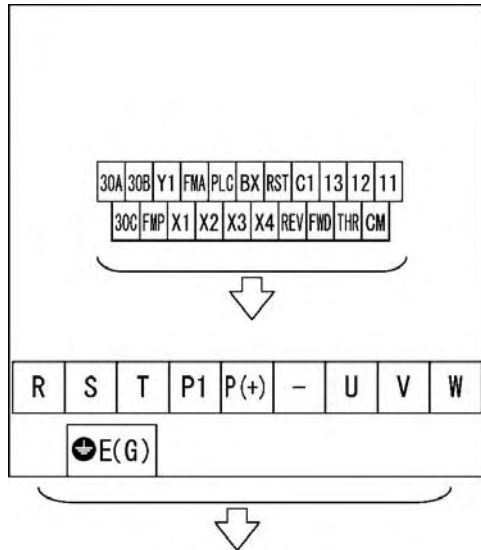 30A 30B Y1 FMA PLC BX RST C1 13 12 11
30C FMP X1 X2 X3 X4 REV FWD THR CM
R S T P1 P(+) - U V W
E(G)